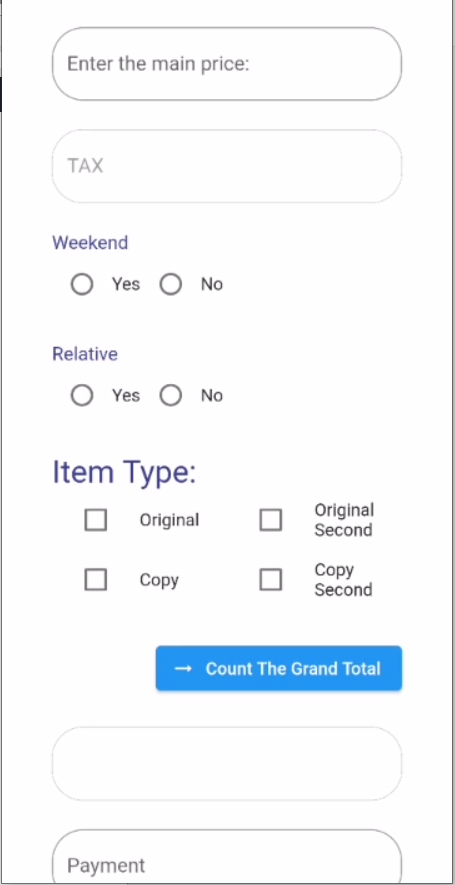 Enter the main price:
TAX
Weekend
Yes No
Relative
Yes No
Item Type:
Original
Original Second
Copy
Copy Second
→ Count The Grand Total
Payment